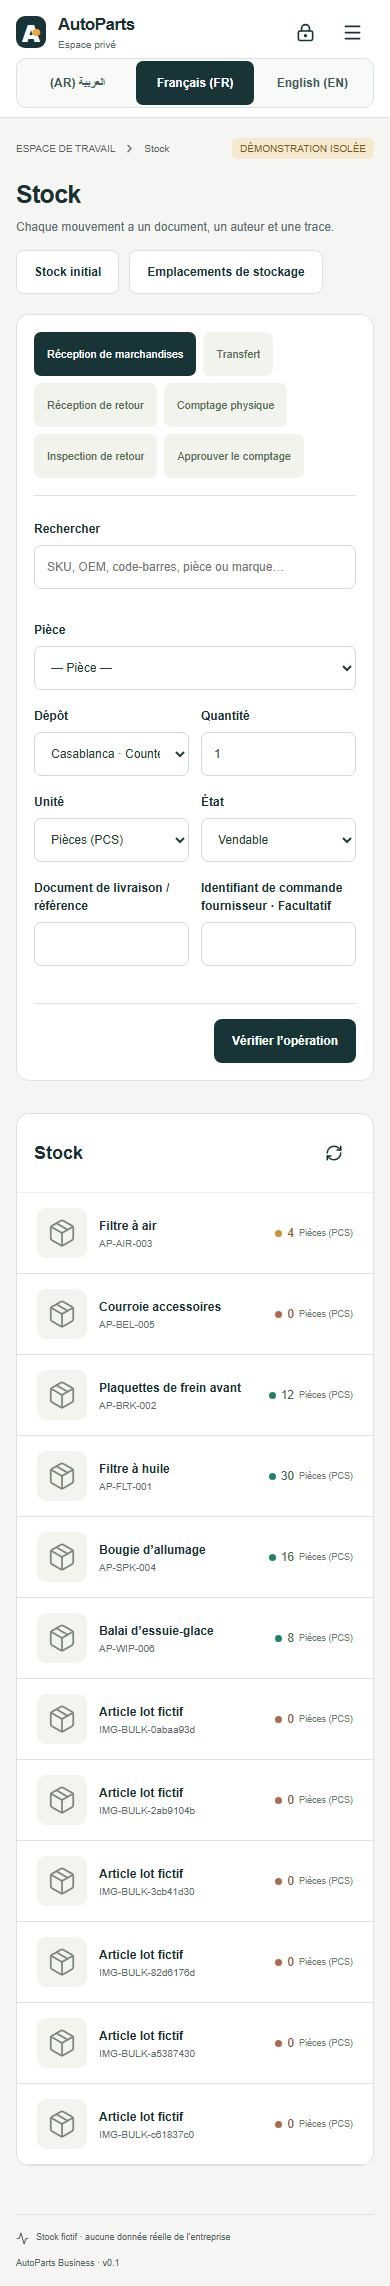 AutoParts
Espace privé
العربية (AR)
Français (FR)
English (EN)
ESPACE DE TRAVAIL > Stock
DÉMONSTRATION ISOLÉE
Stock
Chaque mouvement a un document, un auteur et une trace.
Stock initial
Emplacements de stockage
Réception de marchandises
Transfert
Réception de retour
Comptage physique
Inspection de retour
Approuver le comptage
Rechercher
SKU, OEM, code-barres, pièce ou marque…
Pièce
— Pièce —
Dépôt
Quantité
Casablanca · Counte
1
Unité
État
Pièces (PCS)
Vendable
Document de livraison /
référence
Identifiant de commande
fournisseur · Facultatif
Vérifier l’opération
Stock
Filtre à air
AP-AIR-003
4 Pièces (PCS)
Courroie accessoires
AP-BEL-005
0 Pièces (PCS)
Plaquettes de frein avant
AP-BRK-002
12 Pièces (PCS)
Filtre à huile
AP-FLT-001
30 Pièces (PCS)
Bougie d’allumage
AP-SPK-004
16 Pièces (PCS)
Balai d’essuie-glace
AP-WIP-006
8 Pièces (PCS)
Article lot fictif
IMG-BULK-0abaa93d
0 Pièces (PCS)
Article lot fictif
IMG-BULK-2ab9104b
0 Pièces (PCS)
Article lot fictif
IMG-BULK-3cb41d30
0 Pièces (PCS)
Article lot fictif
IMG-BULK-82d6176d
0 Pièces (PCS)
Article lot fictif
IMG-BULK-a5387430
0 Pièces (PCS)
Article lot fictif
IMG-BULK-c61837c0
0 Pièces (PCS)
Stock fictif · aucune donnée réelle de l’entreprise
AutoParts Business · v0.1